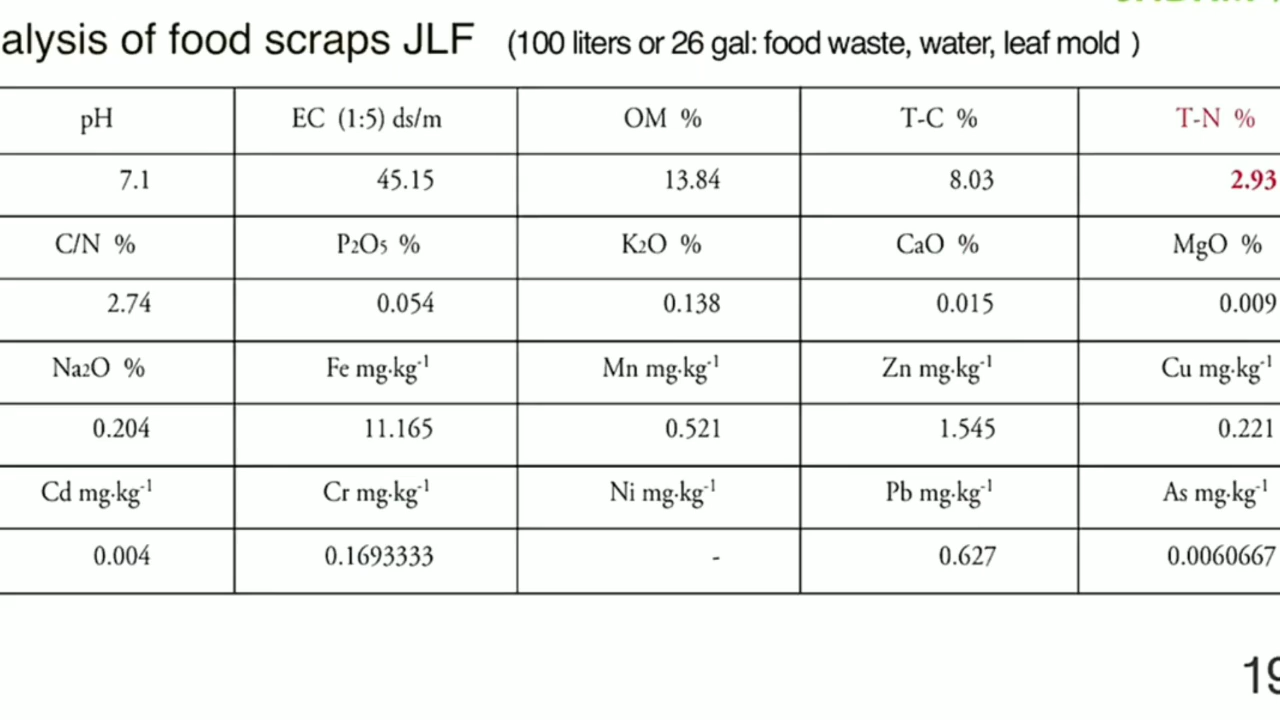 alysis of food scraps JLF (100 liters or 26 gal: food waste, water, leaf mold )
pH EC (1:5) ds/m OM % T-C % T-N %
7.1 45.15 13.84 8.03 2.93
C/N % P₂O₅ % K₂O % CaO % MgO %
2.74 0.054 0.138 0.015 0.009
Na₂O % Fe mg·kg⁻¹ Mn mg·kg⁻¹ Zn mg·kg⁻¹ Cu mg·kg⁻¹
0.204 11.165 0.521 1.545 0.221
Cd mg·kg⁻¹ Cr mg·kg⁻¹ Ni mg·kg⁻¹ Pb mg·kg⁻¹ As mg·kg⁻¹
0.004 0.1693333 - 0.627 0.0060667
19